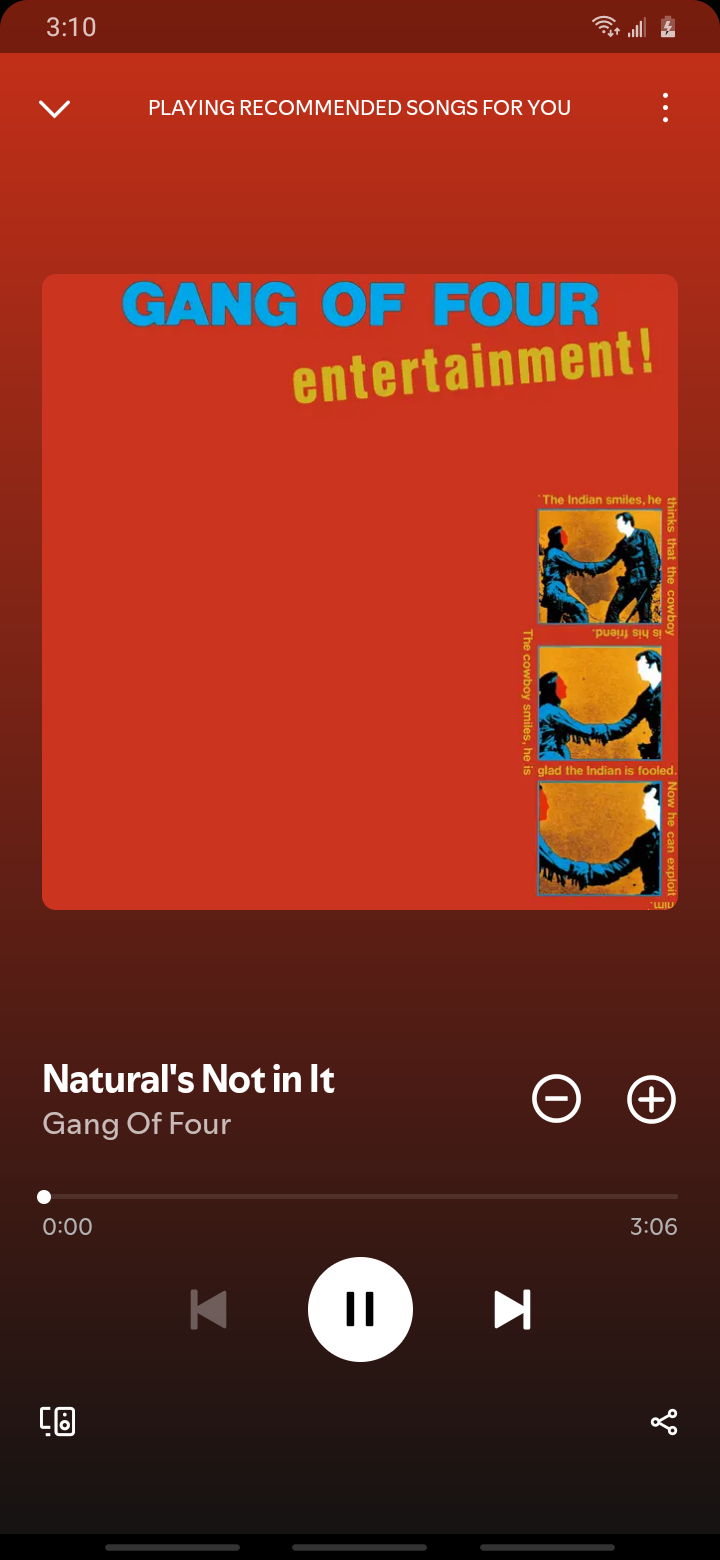 3:10
PLAYING RECOMMENDED SONGS FOR YOU
GANG OF FOUR
entertainment!
The Indian smiles, he
thinks that the cowboy
is his friend.
The cowboy smiles, he is
glad the Indian is fooled.
Now he can exploit
him.
Natural's Not in It
Gang Of Four
0:00
3:06